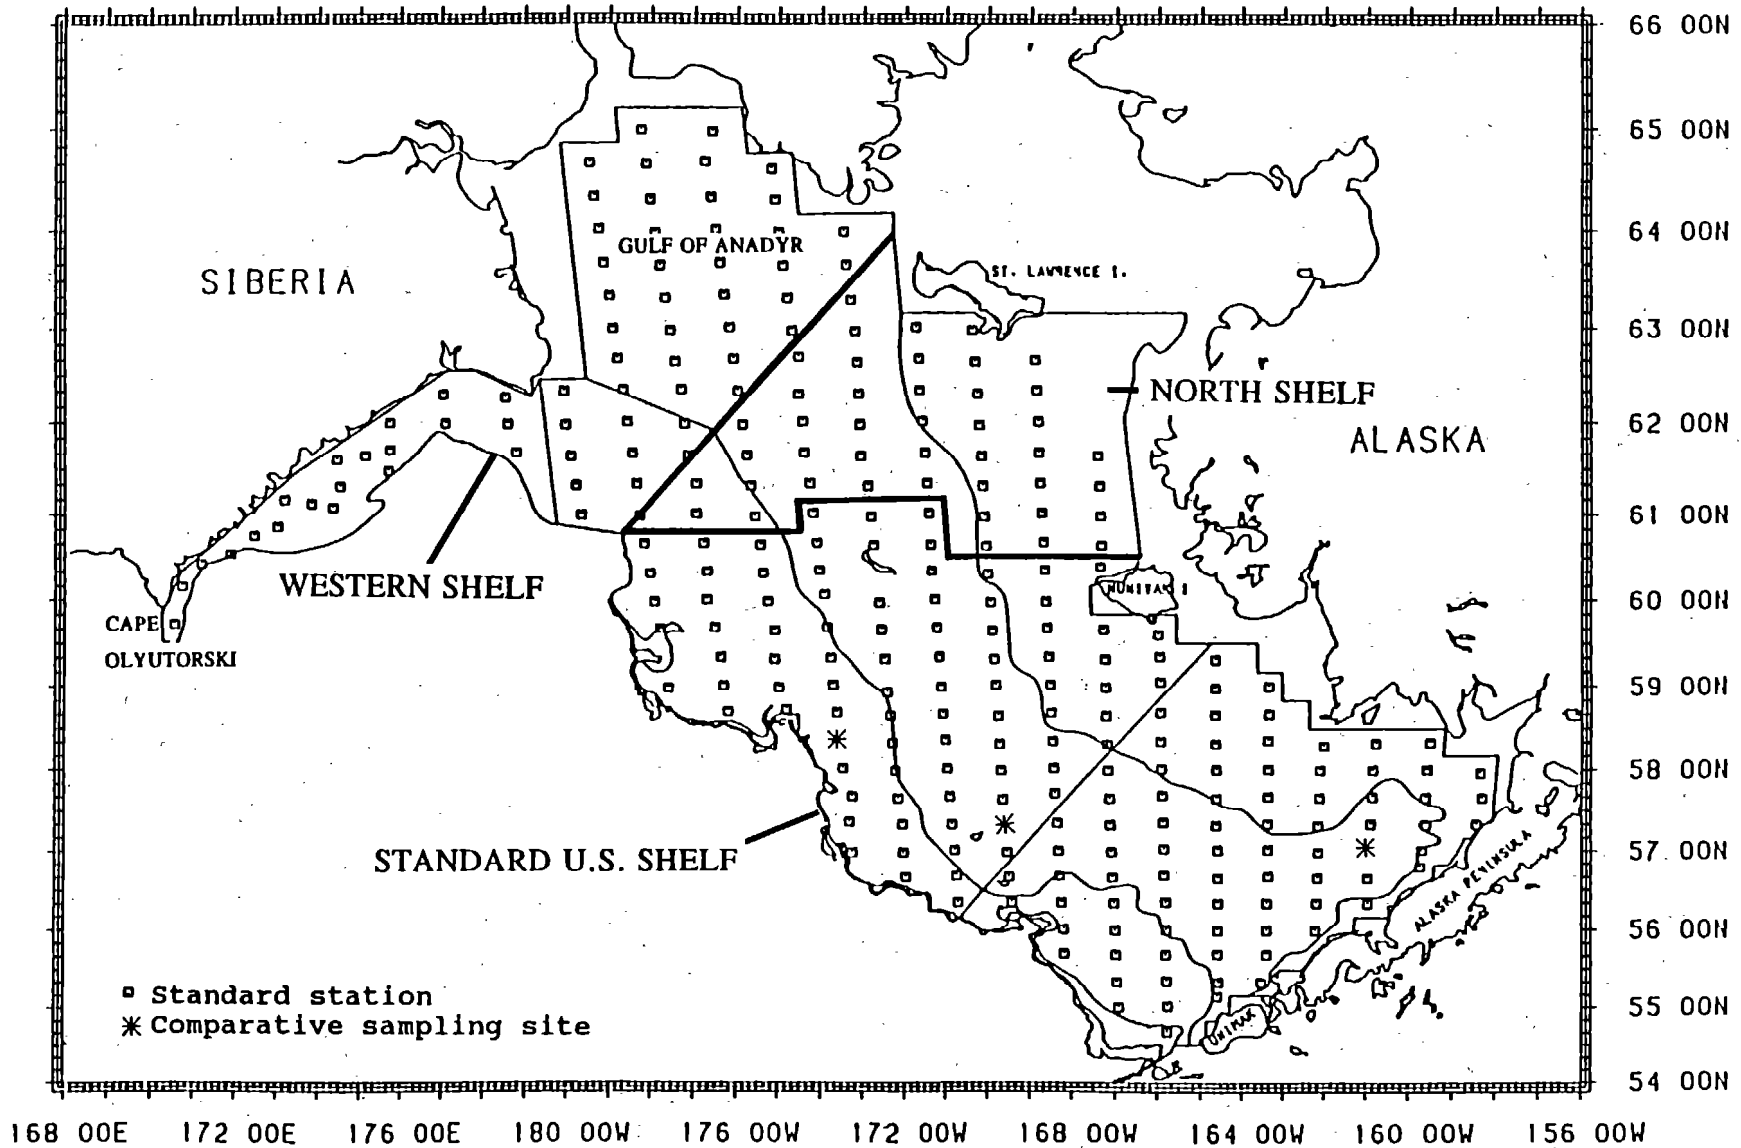 66 00N
65 00N
GULF OF ANADYR
64 00N
ST. LAWRENCE I.
SIBERIA
63 00N
NORTH SHELF
62 00N
ALASKA
61 00N
WESTERN SHELF
NUNIVAK I
60 00N
CAPE
OLYUTORSKI
59 00N
58 00N
STANDARD U.S. SHELF
57 00N
ALASKA PENINSULA
56 00N
Standard station
55 00N
Comparative sampling site
UNIMAK
54 00N
168 00E 172 00E 176 00E 180 00W 176 00W 172 00W 168 00W 164 00W 160 00W 156 00W